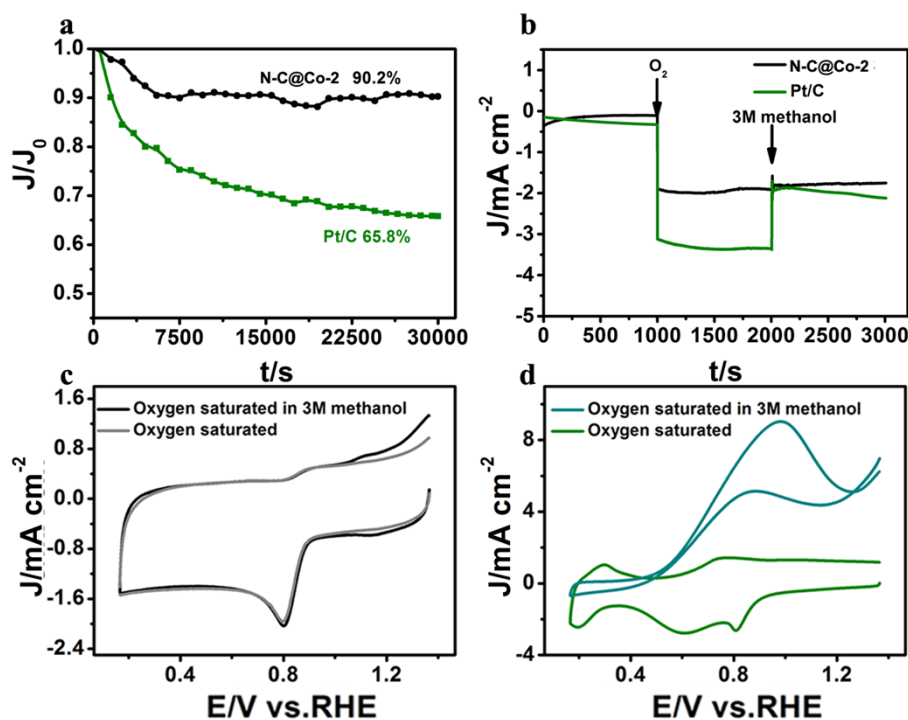 a
1.0
0.9
0.8
0.7
0.6
0.5
J/J0
N-C@Co-2 90.2%
Pt/C 65.8%
0
7500
15000
22500
30000
t/s
b
1
0
-1
-2
-3
-4
-5
J/mA cm-2
O2
N-C@Co-2
Pt/C
3M methanol
0
500
1000
1500
2000
2500
3000
t/s
c
1.6
0.8
0.0
-0.8
-1.6
-2.4
J/mA cm-2
Oxygen saturated in 3M methanol
Oxygen saturated
0.4
0.8
1.2
E/V vs.RHE
d
8
4
0
-4
J/mA cm-2
Oxygen saturated in 3M methanol
Oxygen saturated
0.4
0.8
1.2
E/V vs.RHE